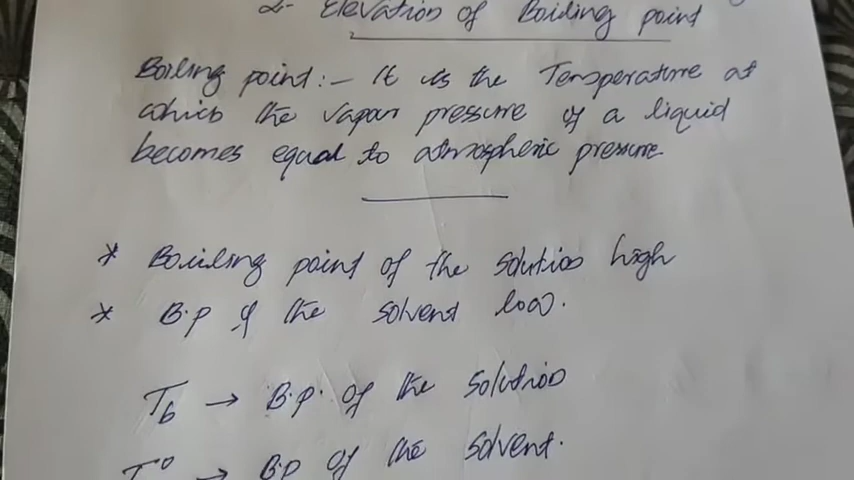 2- Elevation of Boiling point
Boiling point:- It is the Temperature at
which the vapour pressure of a liquid
becomes equal to atmospheric pressure
* Boiling point of the solution high
* B.P of the solvent low.
Tb → B.P. of the solution
T° → B.P of the solvent.